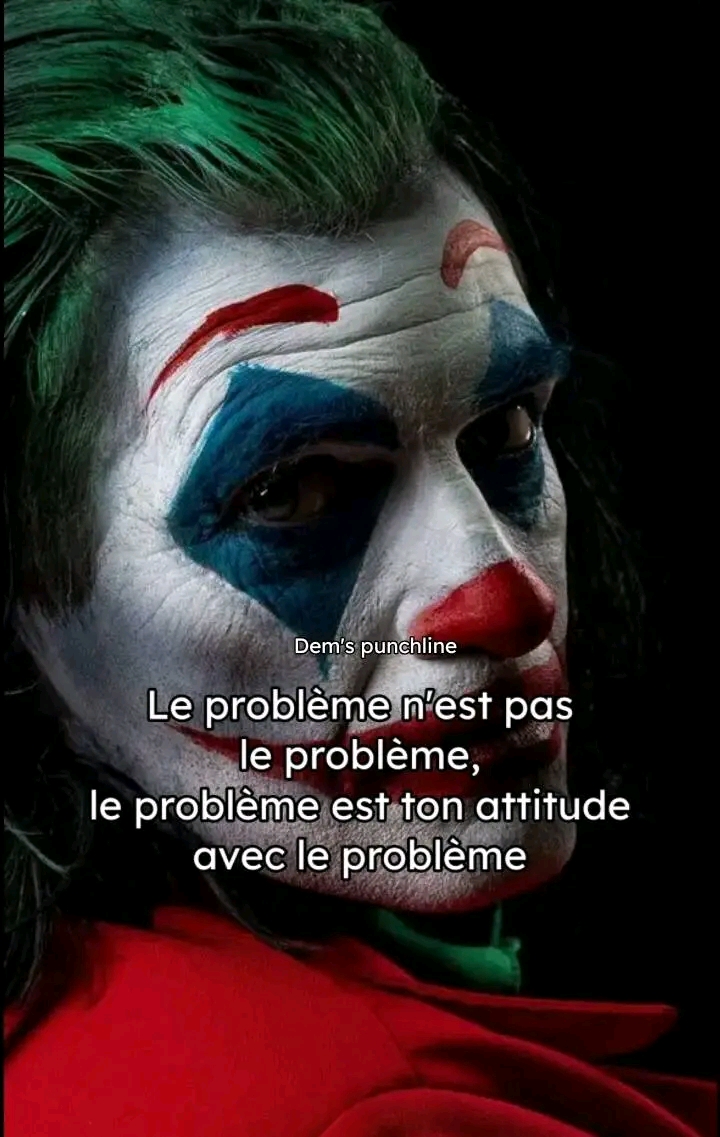 Dem's punchline
Le problème n'est pas
le problème,
le problème est ton attitude
avec le problème